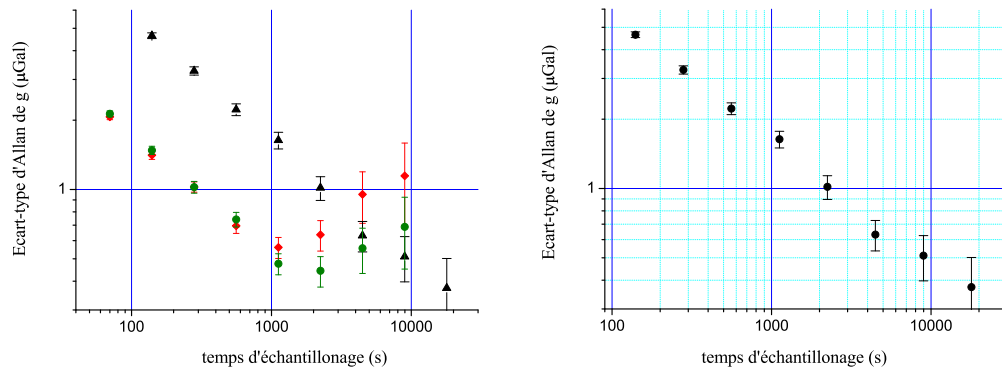 Ecart-type d'Allan de g (μGal)
1
100
1000
10000
temps d'échantillonage (s)
Ecart-type d'Allan de g (μGal)
1
100
1000
10000
temps d'échantillonage (s)